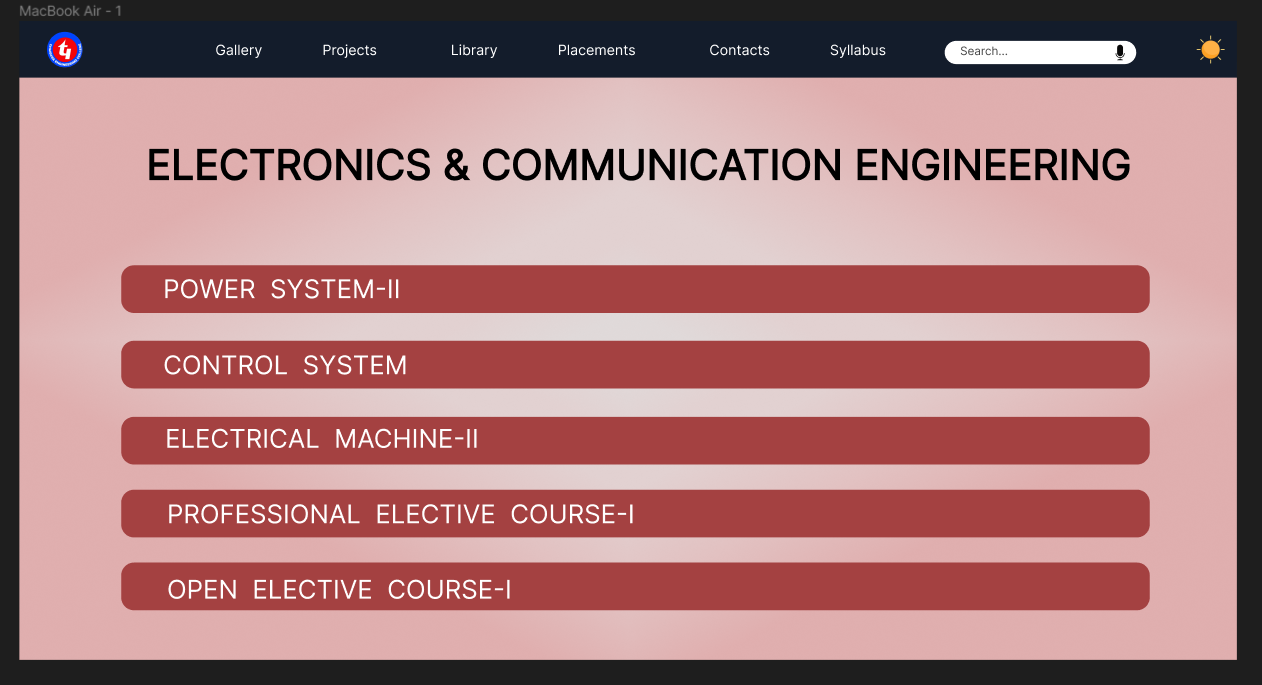 MacBook Air - 1
Gallery Projects Library Placements Contacts Syllabus Search...
ELECTRONICS & COMMUNICATION ENGINEERING
POWER SYSTEM-II
CONTROL SYSTEM
ELECTRICAL MACHINE-II
PROFESSIONAL ELECTIVE COURSE-I
OPEN ELECTIVE COURSE-I